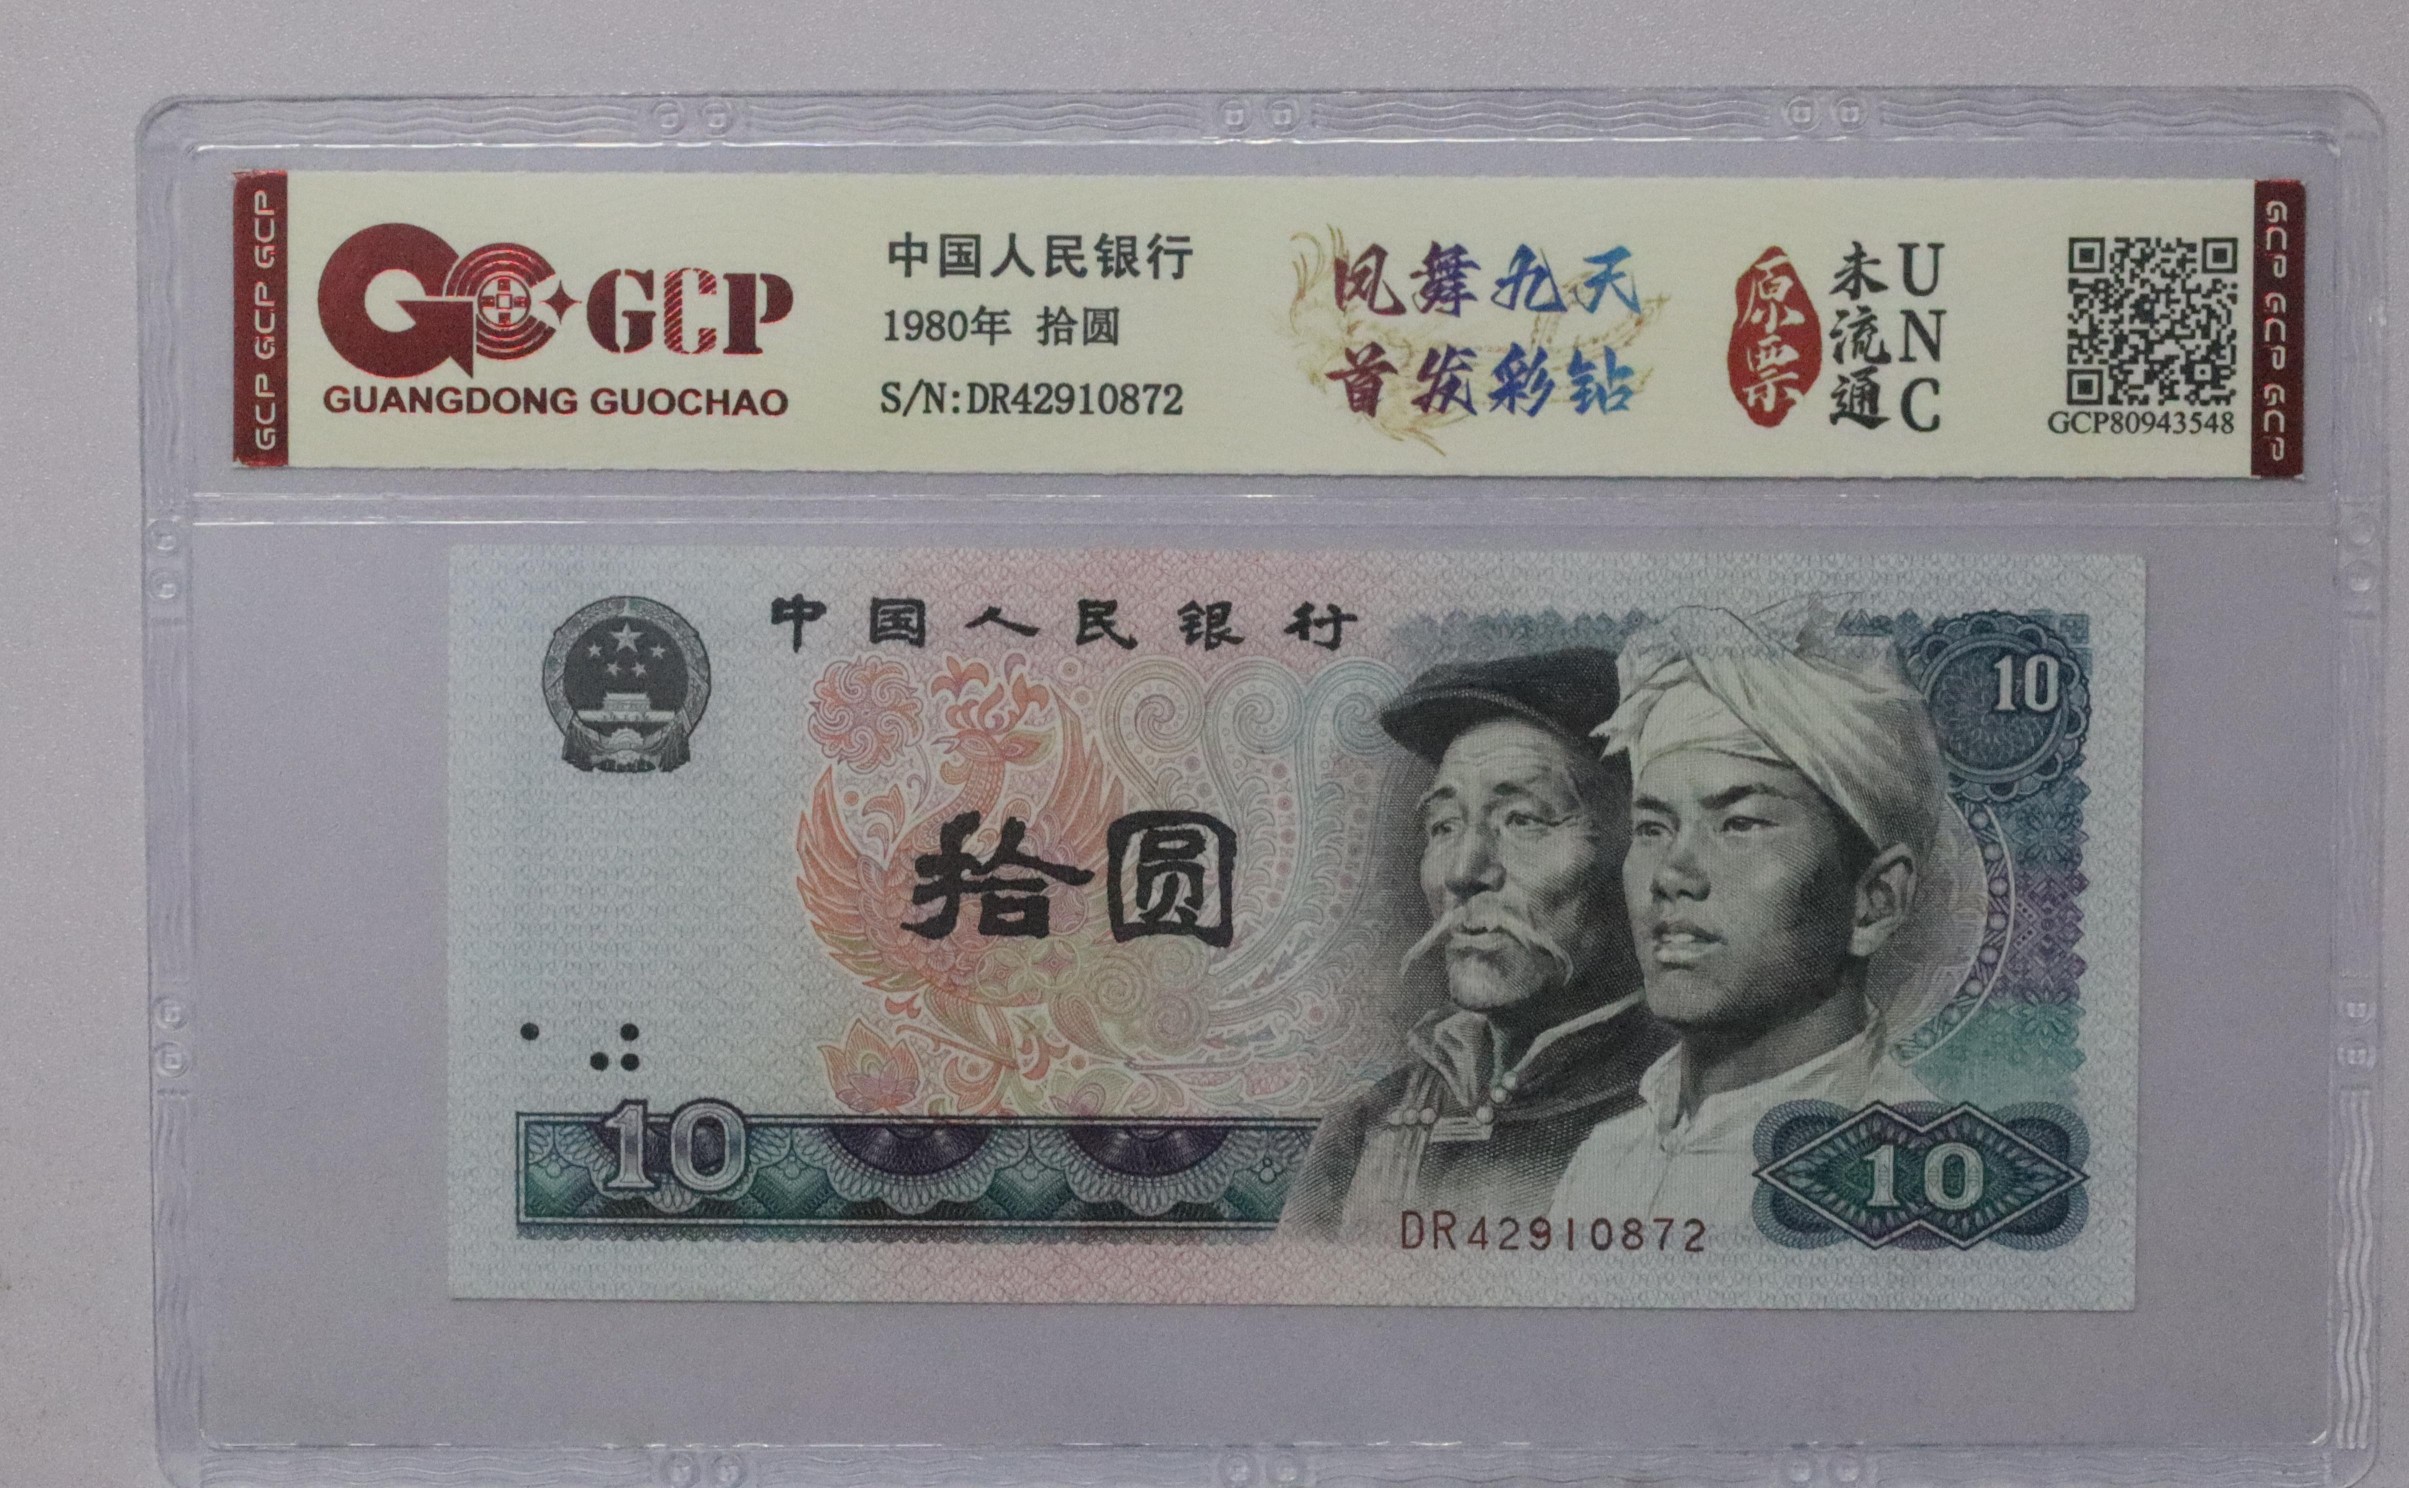 GCP GCP GCP
GCP
GUANGDONG GUOCHAO
中国人民银行
1980年 拾圆
S/N:DR42910872
凤舞九天
首发彩钻
原票
未流通
UNC
GCP80943548
GCP GCP GCP
中国人民银行
10
拾圆
10
10
DR42910872